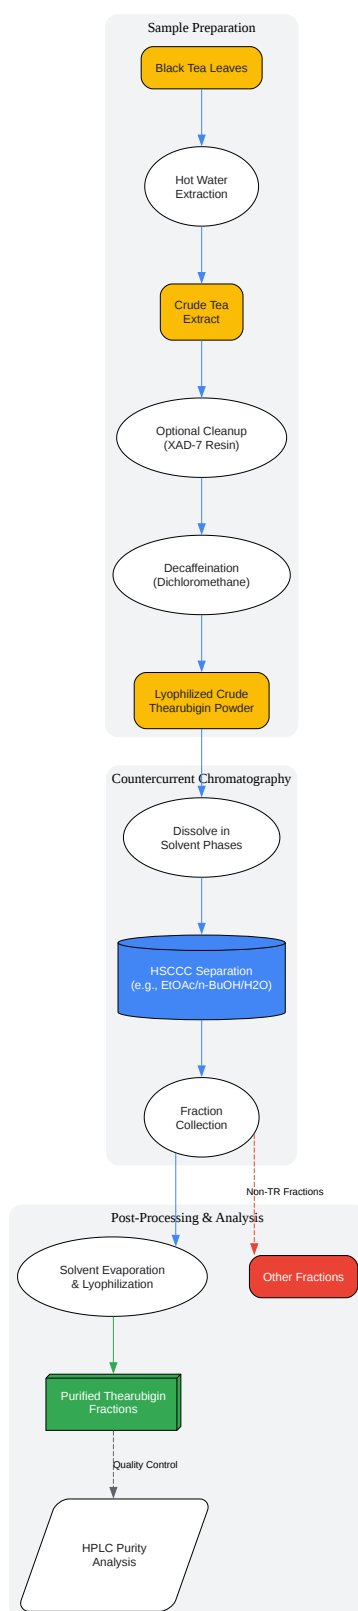 Sample Preparation
Black Tea Leaves
Hot Water
Extraction
Crude Tea
Extract
Optional Cleanup
(XAD-7 Resin)
Decaffeination
(Dichloromethane)
Lyophilized Crude
Thearubigin Powder
Countercurrent Chromatography
Dissolve in
Solvent Phases
HSCCC Separation
(e.g., EtOAc/n-BuOH/H2O)
Fraction
Collection
Non-TR Fractions
Post-Processing & Analysis
Solvent Evaporation
& Lyophilization
Other Fractions
Purified Thearubigin
Fractions
Quality Control
HPLC Purity
Analysis